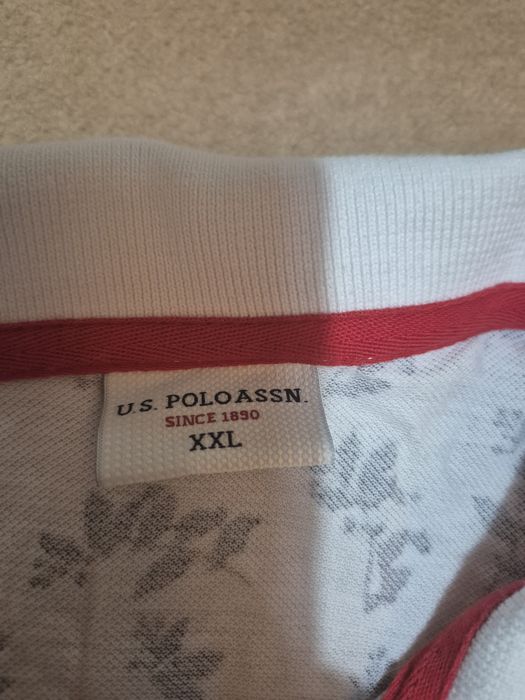 U.S. POLO ASSN.
SINCE 1890
XXL